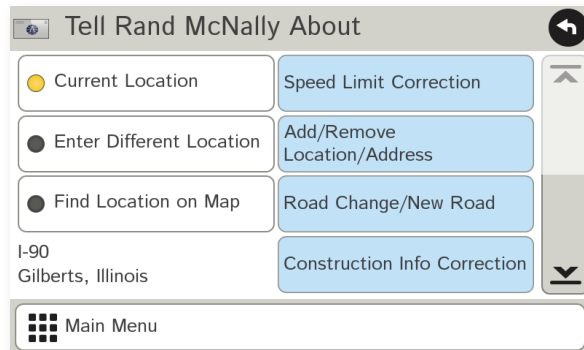 Tell Rand McNally About
Current Location
Speed Limit Correction
Enter Different Location
Add/Remove
Location/Address
Find Location on Map
Road Change/New Road
I-90
Gilberts, Illinois
Construction Info Correction
Main Menu